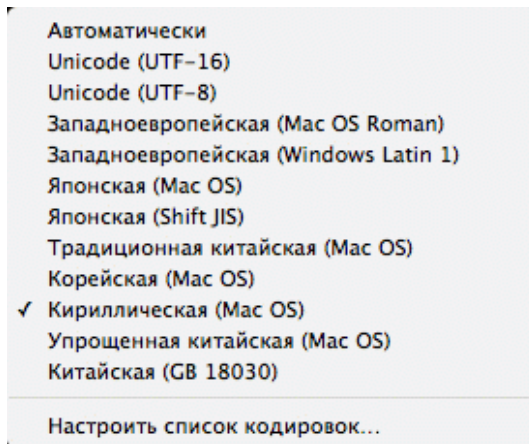 Автоматически
Unicode (UTF-16)
Unicode (UTF-8)
Западноевропейская (Mac OS Roman)
Западноевропейская (Windows Latin 1)
Японская (Mac OS)
Японская (Shift JIS)
Традиционная китайская (Mac OS)
Корейская (Mac OS)
✓ Кириллическая (Mac OS)
Упрощенная китайская (Mac OS)
Китайская (GB 18030)
Настроить список кодировок...